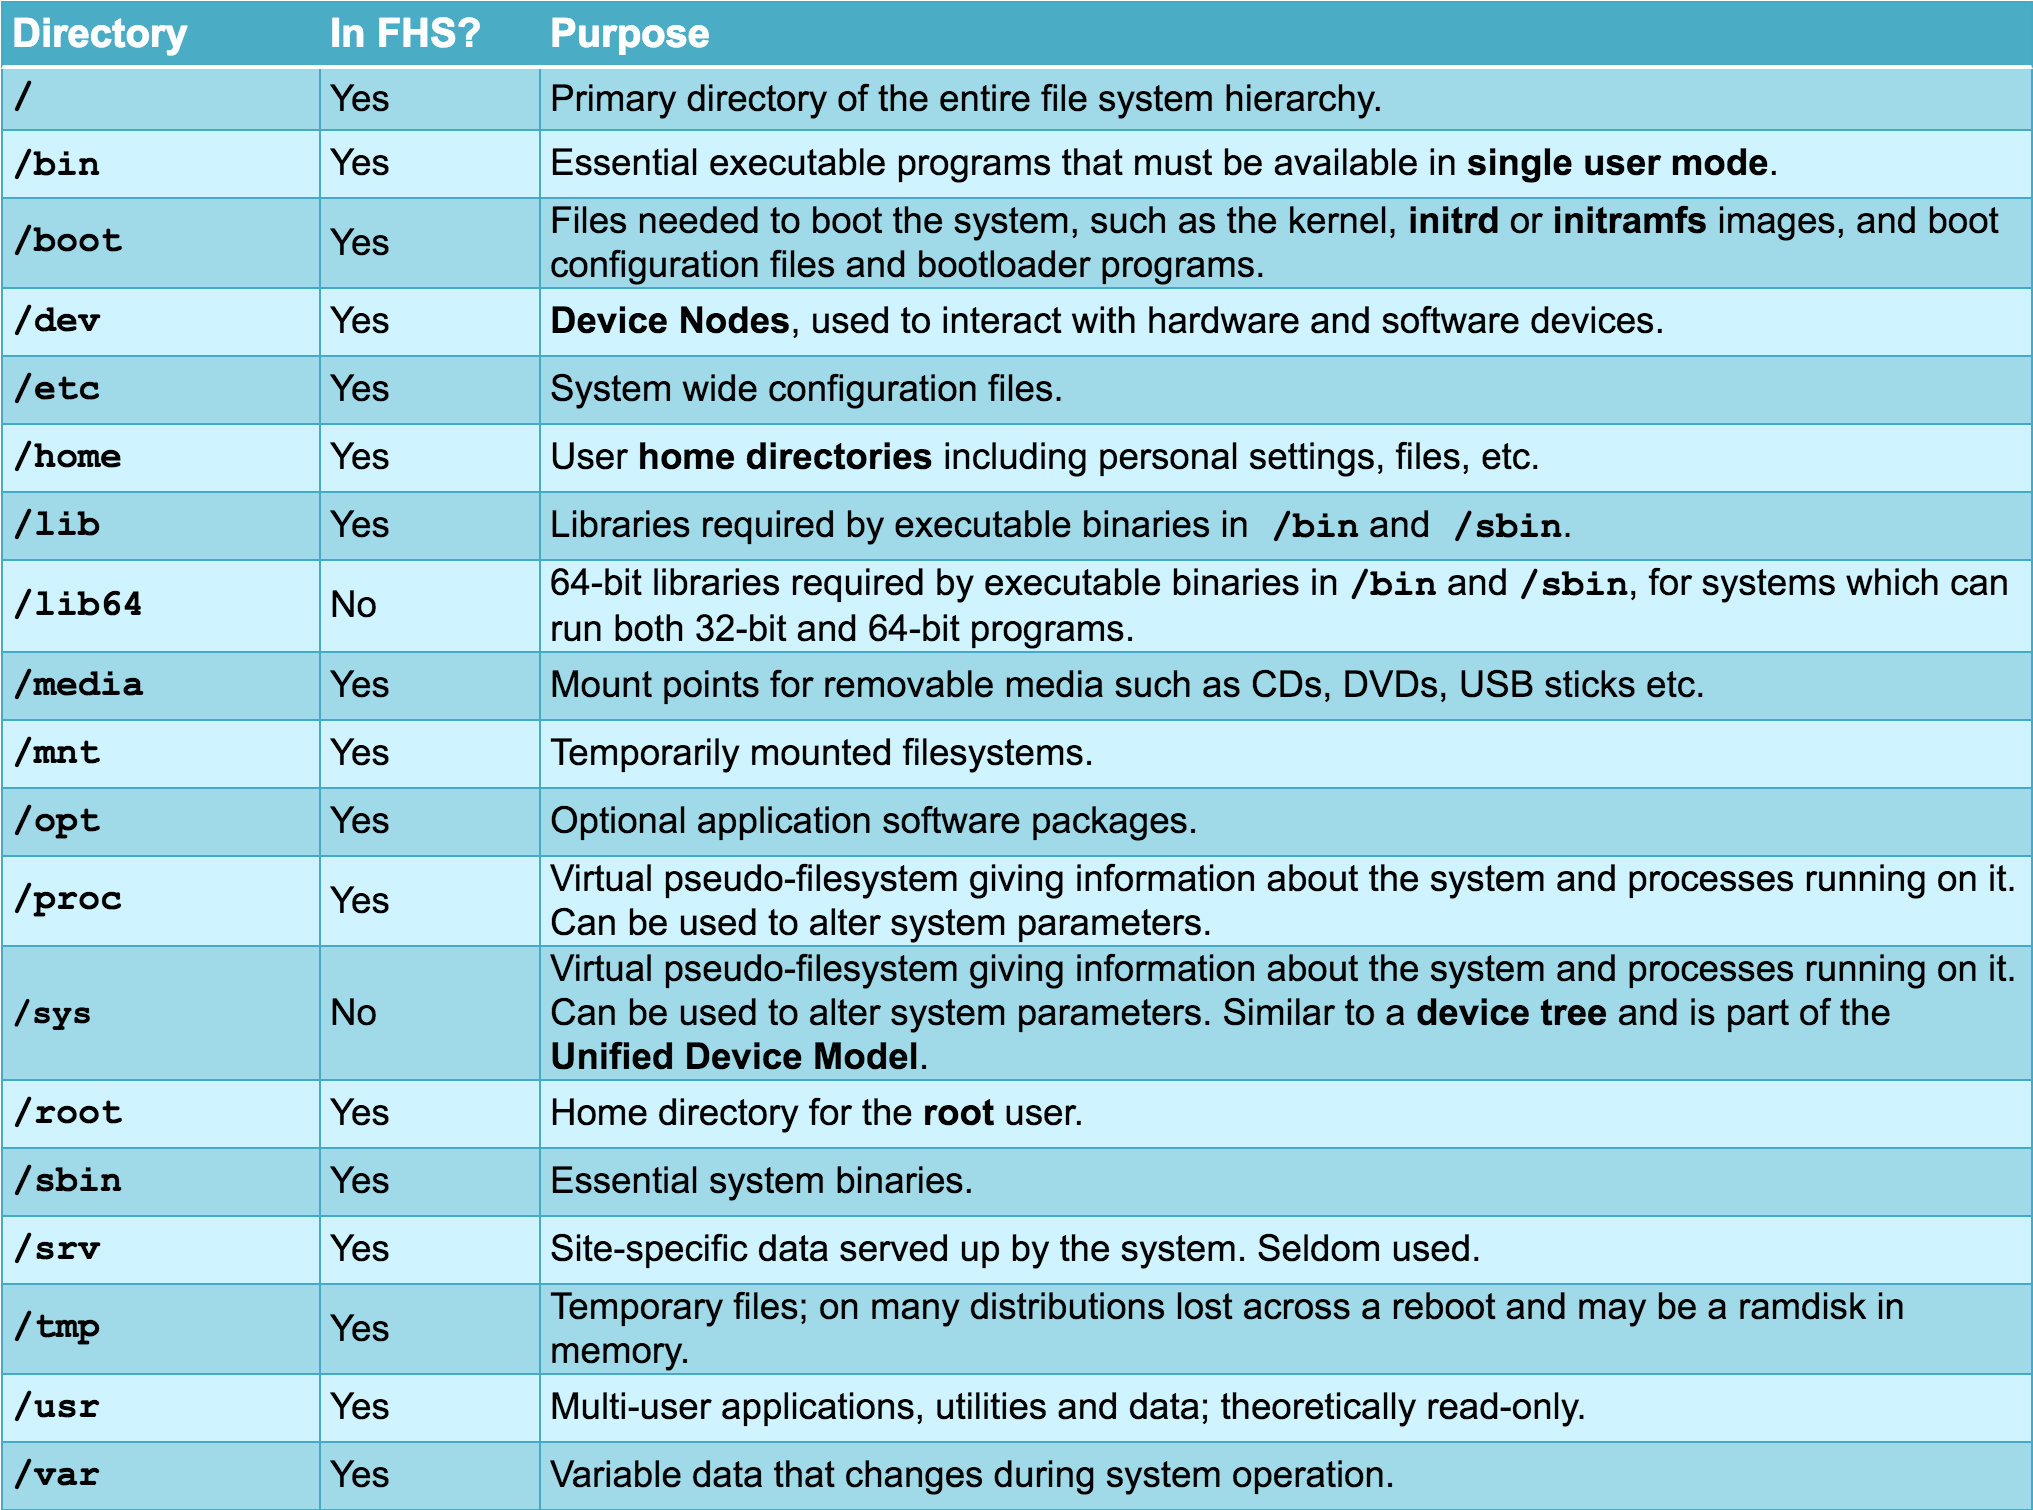 Directory In FHS? Purpose
/ Yes Primary directory of the entire file system hierarchy.
/bin Yes Essential executable programs that must be available in single user mode.
/boot Yes Files needed to boot the system, such as the kernel, initrd or initramfs images, and boot
configuration files and bootloader programs.
/dev Yes Device Nodes, used to interact with hardware and software devices.
/etc Yes System wide configuration files.
/home Yes User home directories including personal settings, files, etc.
/lib Yes Libraries required by executable binaries in /bin and /sbin.
/lib64 No 64-bit libraries required by executable binaries in /bin and /sbin, for systems which can
run both 32-bit and 64-bit programs.
/media Yes Mount points for removable media such as CDs, DVDs, USB sticks etc.
/mnt Yes Temporarily mounted filesystems.
/opt Yes Optional application software packages.
/proc Yes Virtual pseudo-filesystem giving information about the system and processes running on it.
Can be used to alter system parameters.
/sys No Virtual pseudo-filesystem giving information about the system and processes running on it.
Can be used to alter system parameters. Similar to a device tree and is part of the
Unified Device Model.
/root Yes Home directory for the root user.
/sbin Yes Essential system binaries.
/srv Yes Site-specific data served up by the system. Seldom used.
/tmp Yes Temporary files; on many distributions lost across a reboot and may be a ramdisk in
memory.
/usr Yes Multi-user applications, utilities and data; theoretically read-only.
/var Yes Variable data that changes during system operation.